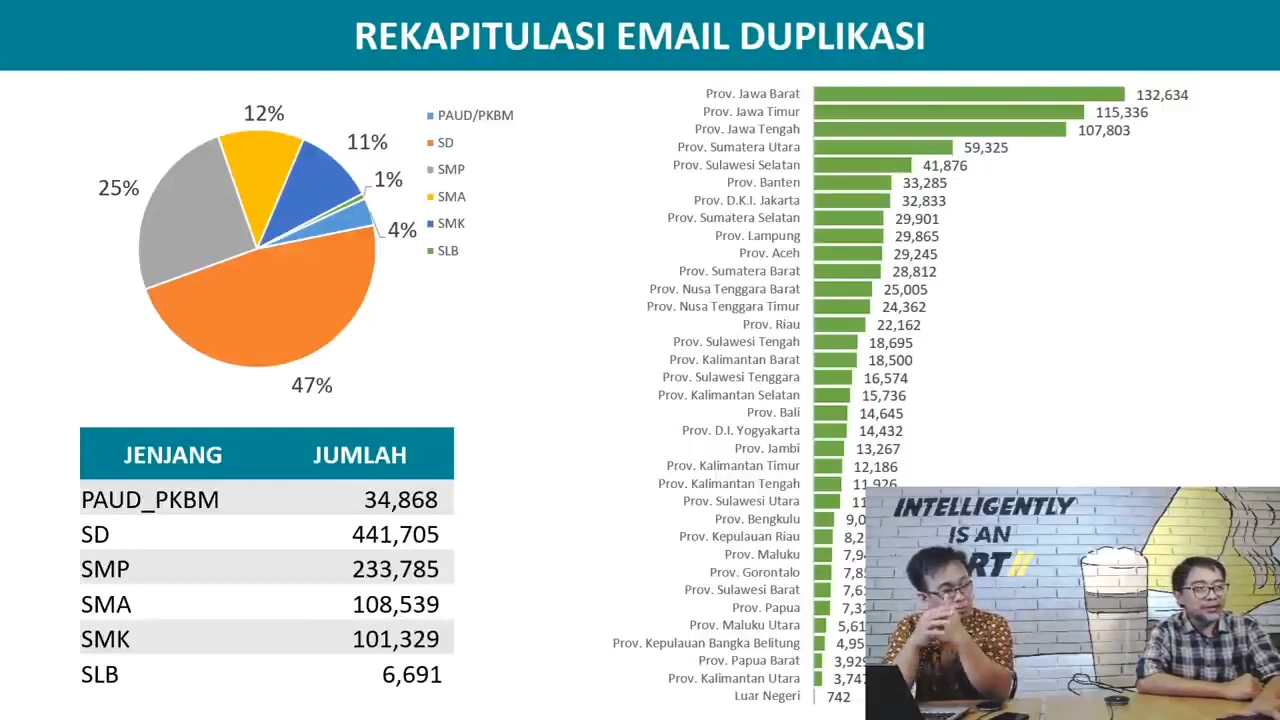 REKAPITULASI EMAIL DUPLIKASI
12%
11%
1%
4%
25%
47%
PAUD/PKBM
SD
SMP
SMA
SMK
SLB
JENJANG JUMLAH
PAUD_PKBM 34,868
SD 441,705
SMP 233,785
SMA 108,539
SMK 101,329
SLB 6,691
Prov. Jawa Barat 132,634
Prov. Jawa Timur 115,336
Prov. Jawa Tengah 107,803
Prov. Sumatera Utara 59,325
Prov. Sulawesi Selatan 41,876
Prov. Banten 33,285
Prov. D.K.I. Jakarta 32,833
Prov. Sumatera Selatan 29,901
Prov. Lampung 29,865
Prov. Aceh 29,245
Prov. Sumatera Barat 28,812
Prov. Nusa Tenggara Barat 25,005
Prov. Nusa Tenggara Timur 24,362
Prov. Riau 22,162
Prov. Sulawesi Tengah 18,695
Prov. Kalimantan Barat 18,500
Prov. Sulawesi Tenggara 16,574
Prov. Kalimantan Selatan 15,736
Prov. Bali 14,645
Prov. D.I. Yogyakarta 14,432
Prov. Jambi 13,267
Prov. Kalimantan Timur 12,186
Prov. Kalimantan Tengah 11,926
Prov. Sulawesi Utara
Prov. Bengkulu
Prov. Kepulauan Riau
Prov. Maluku
Prov. Gorontalo
Prov. Sulawesi Barat
Prov. Papua
Prov. Maluku Utara
Prov. Kepulauan Bangka Belitung
Prov. Papua Barat
Prov. Kalimantan Utara
Luar Negeri 742
INTELLIGENTLY
IS AN